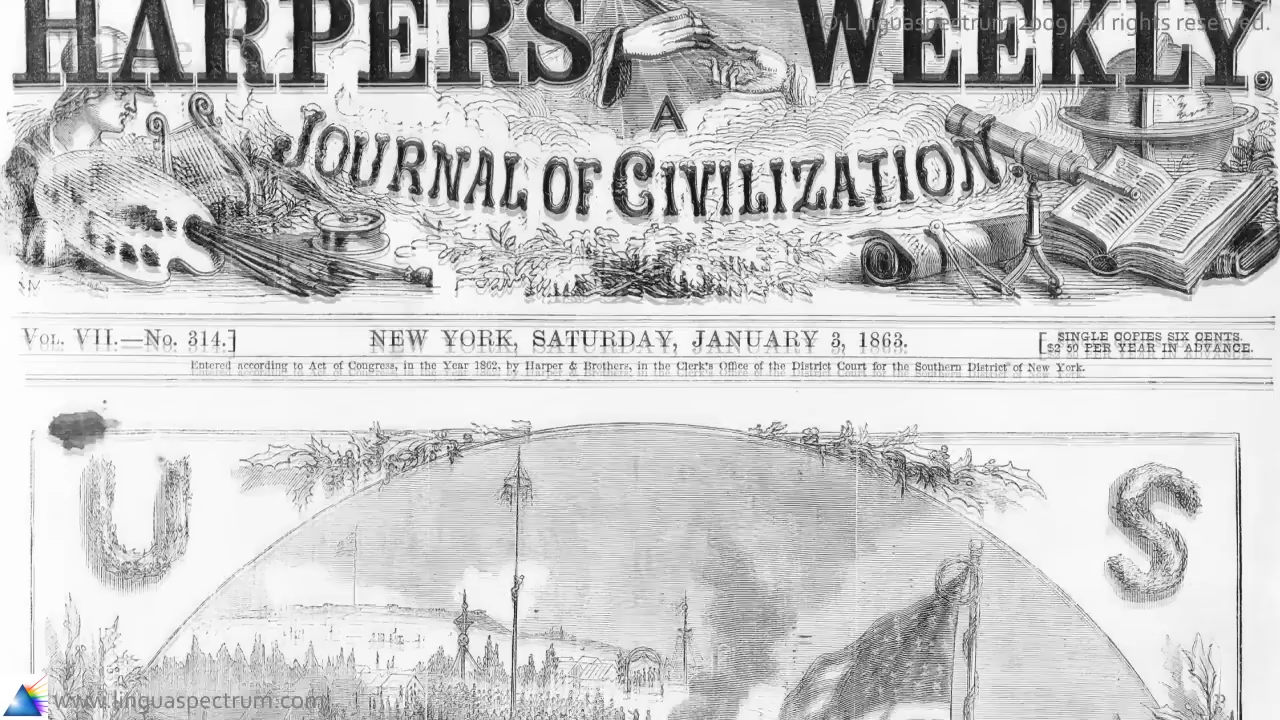 HARPER'S WEEKLY.
© Linguaspectrum 2009. All rights reserved.
A
JOURNAL OF CIVILIZATION
VOL. VII.—No. 314.]
NEW YORK, SATURDAY, JANUARY 3, 1863.
[SINGLE COPIES SIX CENTS.
$2 50 PER YEAR IN ADVANCE.
Entered according to Act of Congress, in the Year 1862, by Harper & Brothers, in the Clerk's Office of the District Court for the Southern District of New York.
U S
www.linguaspectrum.com